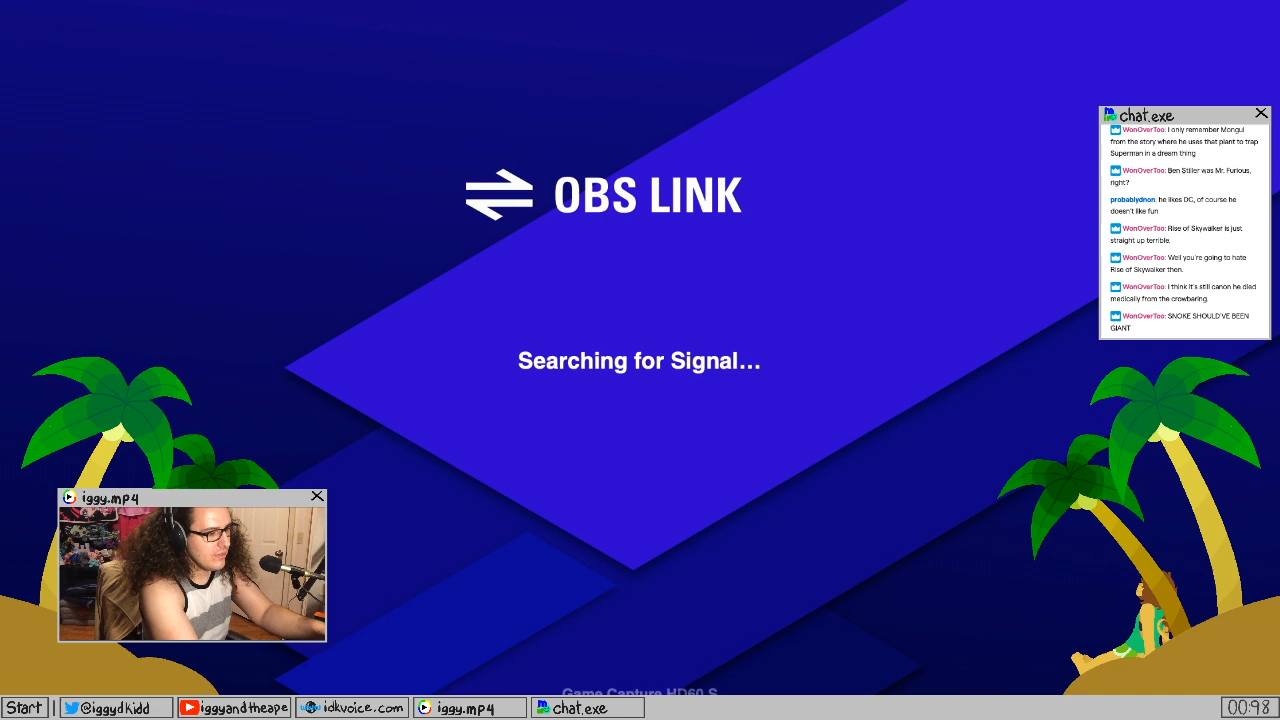 OBS LINK
Searching for Signal...
Game Capture HD60 S
chat.exe
WonOverToo: I only remember Mongul
from the story where he uses that plant to trap
Superman in a dream thing
WonOverToo: Ben Stiller was Mr. Furious,
right?
probablydnon: he likes DC, of course he
doesn't like fun
WonOverToo: Rise of Skywalker is just
straight up terrible.
WonOverToo: Well you're going to hate
Rise of Skywalker then.
WonOverToo: I think it's still canon he died
medically from the crowbaring.
WonOverToo: SNOKE SHOULD'VE BEEN
GIANT
iggy.mp4
Start | @iggydkidd iggyandtheape idkvoice.com iggy.mp4 chat.exe 00:98